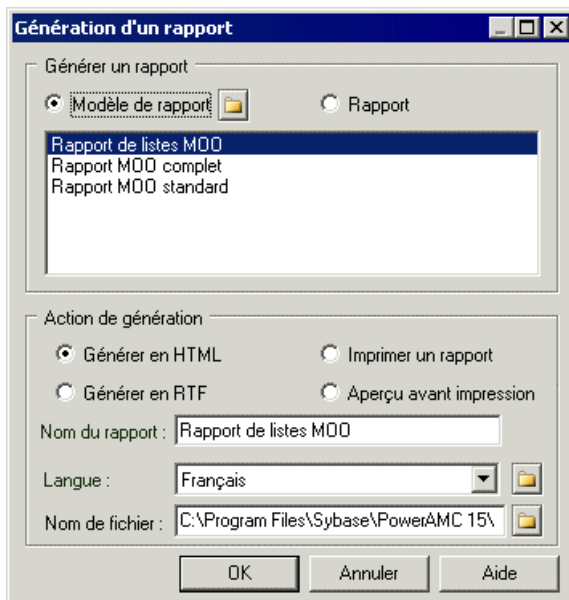 Génération d'un rapport
Générer un rapport
Modèle de rapport
Rapport
Rapport de listes MOO
Rapport MOO complet
Rapport MOO standard
Action de génération
Générer en HTML
Imprimer un rapport
Générer en RTF
Aperçu avant impression
Nom du rapport : Rapport de listes MOO
Langue : Français
Nom de fichier : C:\Program Files\Sybase\PowerAMC 15\
OK Annuler Aide